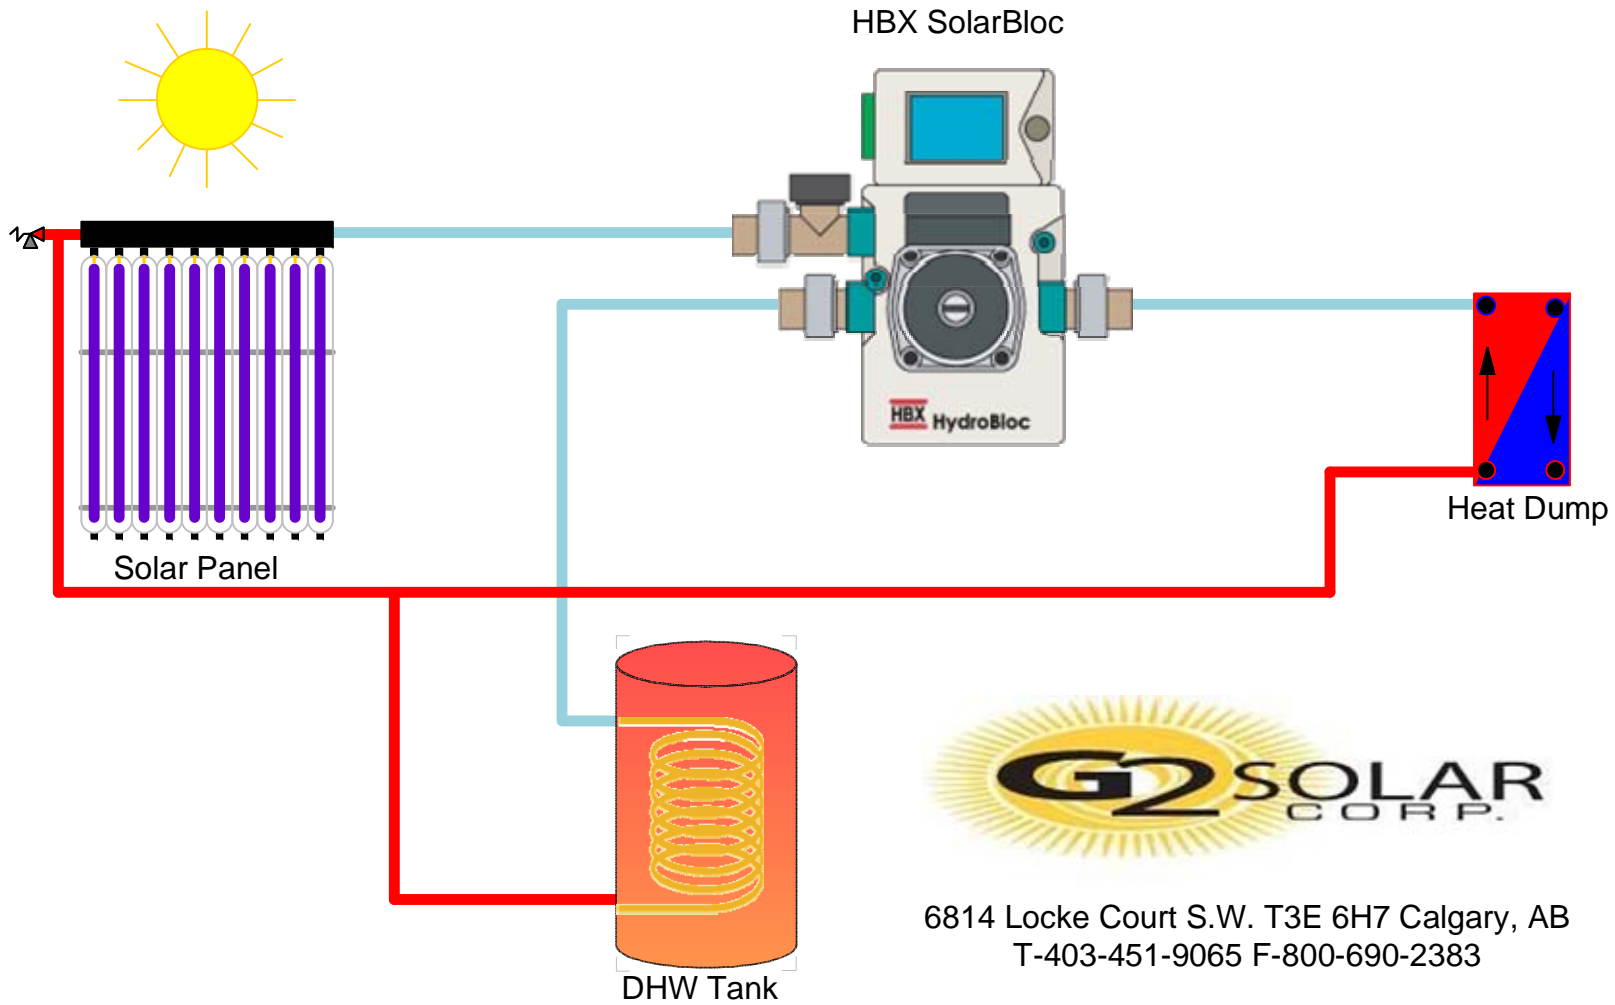 HBX SolarBloc
HBX HydroBloc
Heat Dump
Solar Panel
G2 SOLAR
CORP.
6814 Locke Court S.W. T3E 6H7 Calgary, AB
T-403-451-9065 F-800-690-2383
DHW Tank